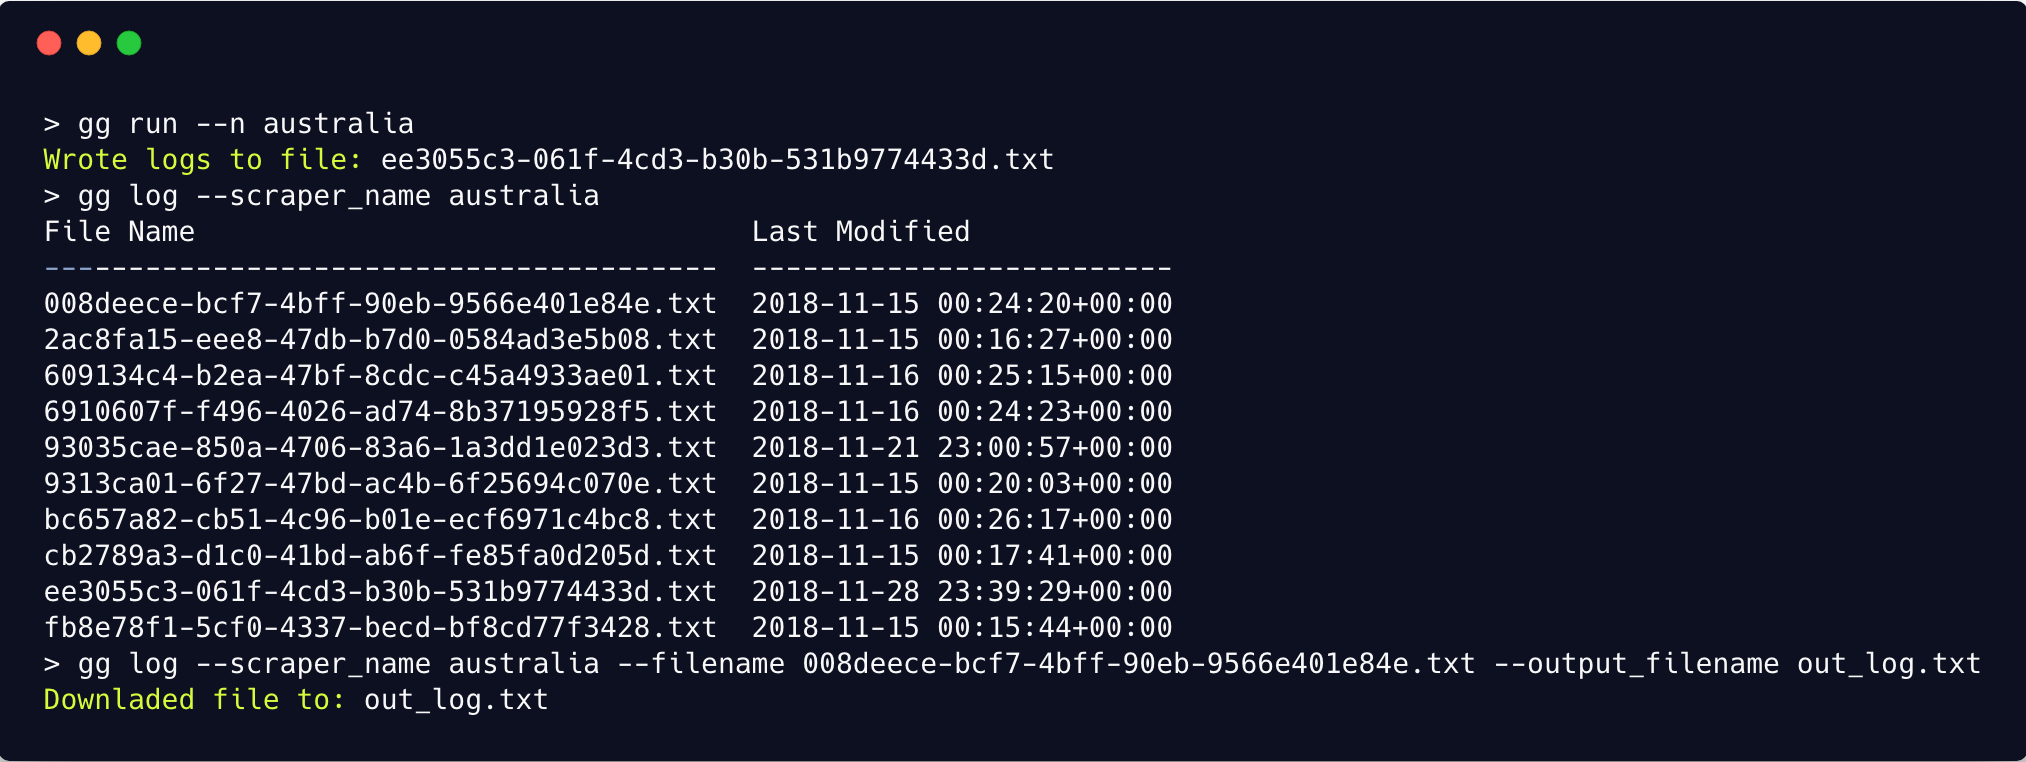 > gg run --n australia
Wrote logs to file: ee3055c3-061f-4cd3-b30b-531b9774433d.txt
> gg log --scraper_name australia
File Name                                 Last Modified
----------------------------------------  -------------------------
008deece-bcf7-4bff-90eb-9566e401e84e.txt  2018-11-15 00:24:20+00:00
2ac8fa15-eee8-47db-b7d0-0584ad3e5b08.txt  2018-11-15 00:16:27+00:00
609134c4-b2ea-47bf-8cdc-c45a4933ae01.txt  2018-11-16 00:25:15+00:00
6910607f-f496-4026-ad74-8b37195928f5.txt  2018-11-16 00:24:23+00:00
93035cae-850a-4706-83a6-1a3dd1e023d3.txt  2018-11-21 23:00:57+00:00
9313ca01-6f27-47bd-ac4b-6f25694c070e.txt  2018-11-15 00:20:03+00:00
bc657a82-cb51-4c96-b01e-ecf6971c4bc8.txt  2018-11-16 00:26:17+00:00
cb2789a3-d1c0-41bd-ab6f-fe85fa0d205d.txt  2018-11-15 00:17:41+00:00
ee3055c3-061f-4cd3-b30b-531b9774433d.txt  2018-11-28 23:39:29+00:00
fb8e78f1-5cf0-4337-becd-bf8cd77f3428.txt  2018-11-15 00:15:44+00:00
> gg log --scraper_name australia --filename 008deece-bcf7-4bff-90eb-9566e401e84e.txt --output_filename out_log.txt
Downladed file to: out_log.txt